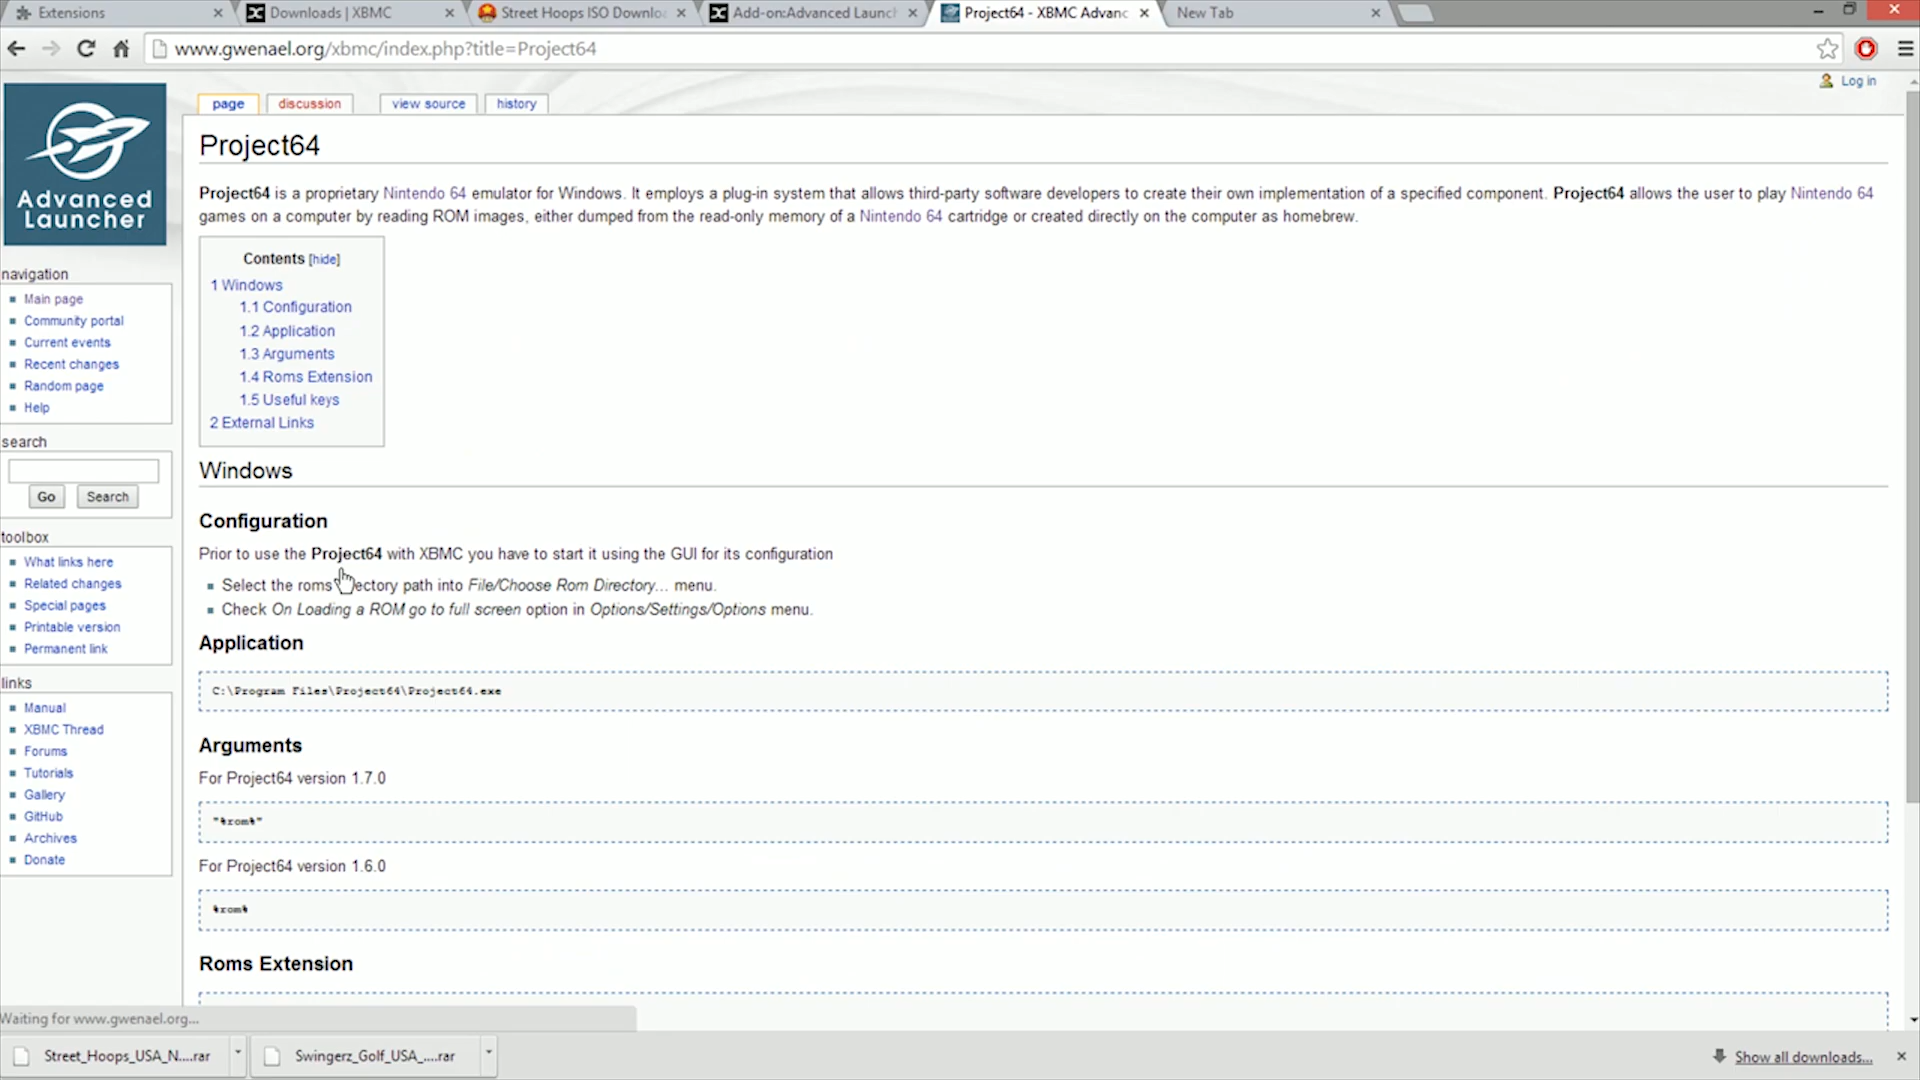 Extensions
Downloads | XBMC
Street Hoops ISO Downlo
Add-on:Advanced Launch
Project64 - XBMC Advanc
New Tab
www.gwenael.org/xbmc/index.php?title=Project64
Log in
page
discussion
view source
history
Advanced
Launcher
Project64
Project64 is a proprietary Nintendo 64 emulator for Windows. It employs a plug-in system that allows third-party software developers to create their own implementation of a specified component. Project64 allows the user to play Nintendo 64
games on a computer by reading ROM images, either dumped from the read-only memory of a Nintendo 64 cartridge or created directly on the computer as homebrew.
Contents [hide]
1 Windows
1.1 Configuration
1.2 Application
1.3 Arguments
1.4 Roms Extension
1.5 Useful keys
2 External Links
navigation
Main page
Community portal
Current events
Recent changes
Random page
Help
search
Go
Search
toolbox
What links here
Related changes
Special pages
Printable version
Permanent link
links
Manual
XBMC Thread
Forums
Tutorials
Gallery
GitHub
Archives
Donate
Windows
Configuration
Prior to use the Project64 with XBMC you have to start it using the GUI for its configuration
Select the roms directory path into File/Choose Rom Directory... menu.
Check On Loading a ROM go to full screen option in Options/Settings/Options menu.
Application
C:\Program Files\Project64\Project64.exe
Arguments
For Project64 version 1.7.0
"%rom%"
For Project64 version 1.6.0
%rom%
Roms Extension
Waiting for www.gwenael.org...
Street_Hoops_USA_N....rar
Swingerz_Golf_USA_....rar
Show all downloads...